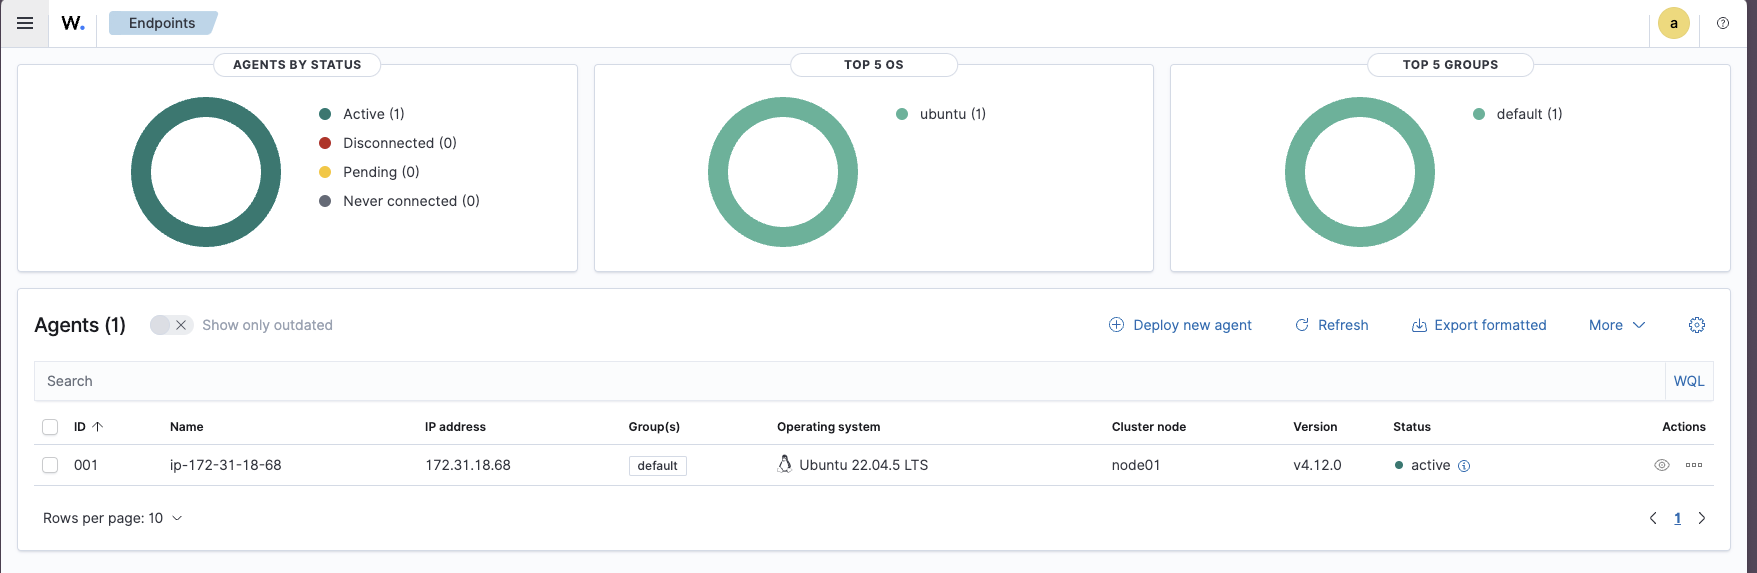 W. Endpoints a
AGENTS BY STATUS
Active (1)
Disconnected (0)
Pending (0)
Never connected (0)
TOP 5 OS
ubuntu (1)
TOP 5 GROUPS
default (1)
Agents (1) Show only outdated Deploy new agent Refresh Export formatted More
Search WQL
ID Name IP address Group(s) Operating system Cluster node Version Status Actions
001 ip-172-31-18-68 172.31.18.68 default Ubuntu 22.04.5 LTS node01 v4.12.0 active
Rows per page: 10 1